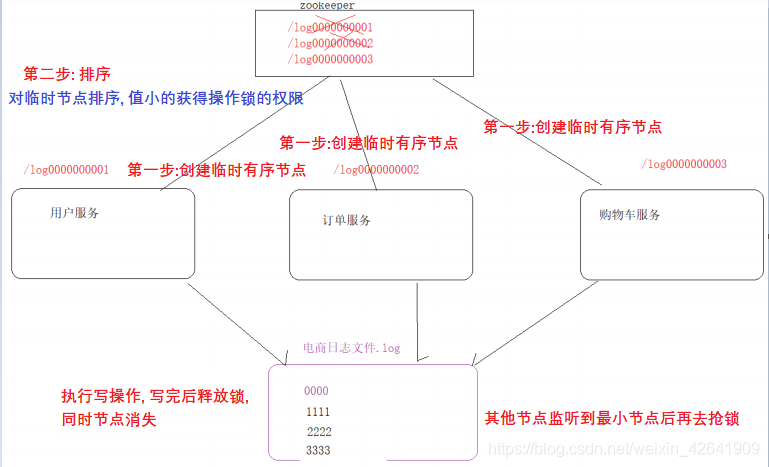 zookeeper
/log0000000001
/log0000000002
/log0000000003
第二步: 排序
对临时节点排序, 值小的获得操作锁的权限
第一步:创建临时有序节点
第一步:创建临时有序节点
/log0000000001
第一步:创建临时有序节点
/log0000000002
/log0000000003
用户服务
订单服务
购物车服务
电商日志文件.log
执行写操作, 写完后释放锁,
同时节点消失
0000
1111
2222
3333
其他节点监听到最小节点后再去抢锁
https://blog.csdn.net/weixin_42641909